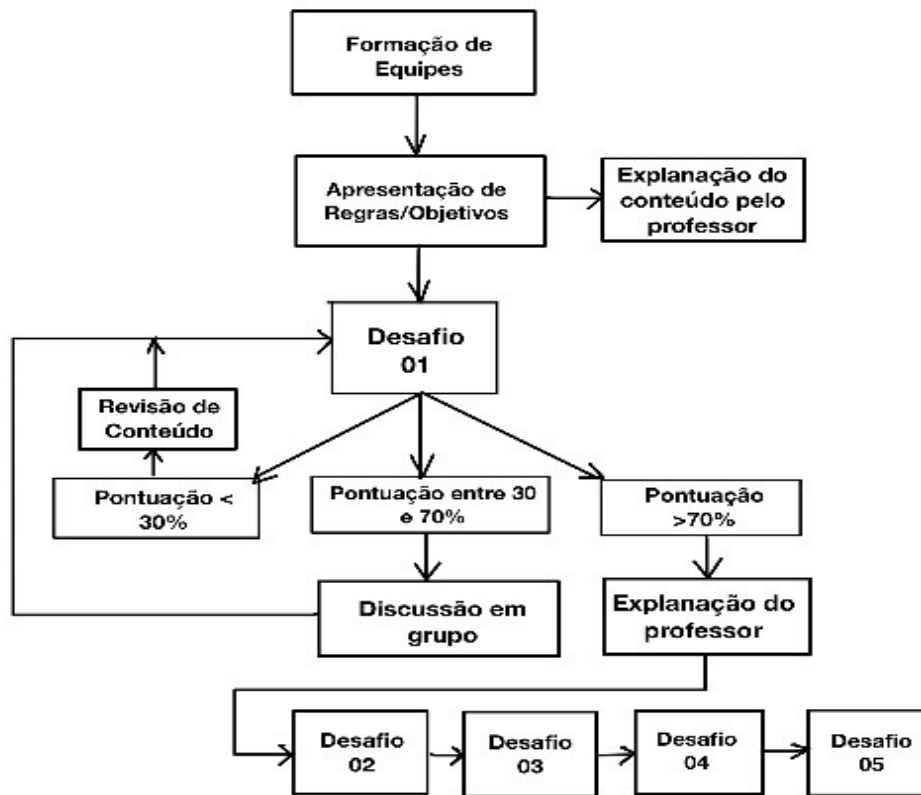 Formação de
Equipes
Apresentação de
Regras/Objetivos
Explanação do
conteúdo pelo
professor
Desafio
01
Revisão de
Conteúdo
Pontuação <
30%
Pontuação entre 30
e 70%
Pontuação
>70%
Discussão em
grupo
Explanação do
professor
Desafio
02
Desafio
03
Desafio
04
Desafio
05